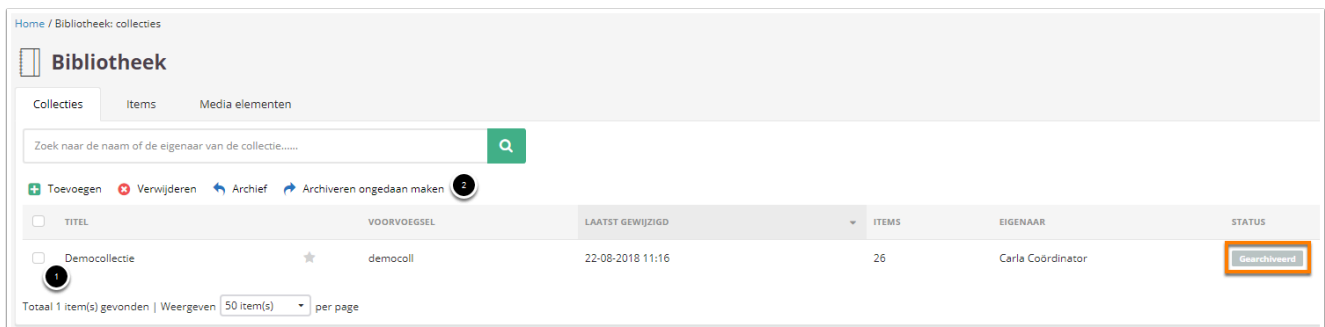 Home / Bibliotheek: collecties
Bibliotheek
Collecties Items Media elementen
Zoek naar de naam of de eigenaar van de collectie......
Toevoegen Verwijderen Archief Archiveren ongedaan maken 2
TITEL VOORVOEGSEL LAATST GEWIJZIGD ITEMS EIGENAAR STATUS
Democollectie democoll 22-08-2018 11:16 26 Carla Coördinator Gearchiveerd
1
Totaal 1 item(s) gevonden | Weergeven 50 item(s) per page